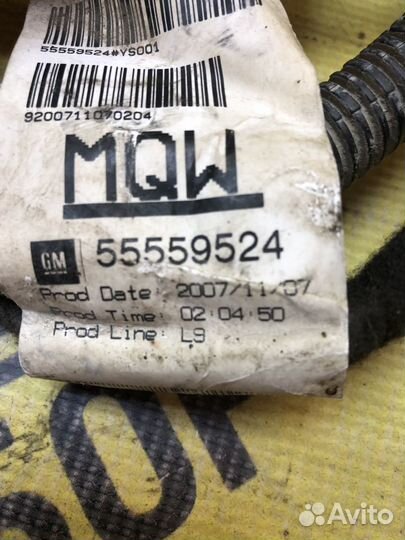 55559524#YS001
9200711070204
MQW
GM 55559524
Prod Date: 2007/11/07
Prod Time: 02:04:50
Prod Line: L9
Avito